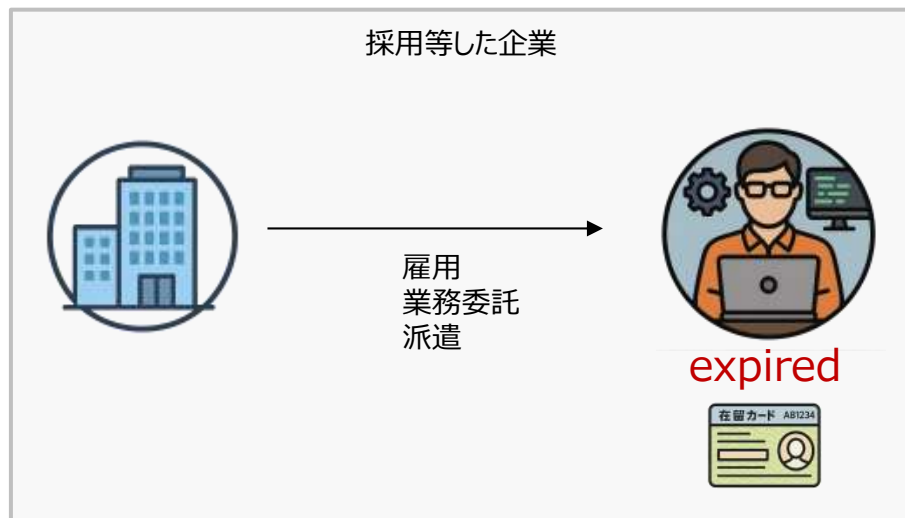 採用等した企業
雇用
業務委託
派遣
expired
在留カード AB1234